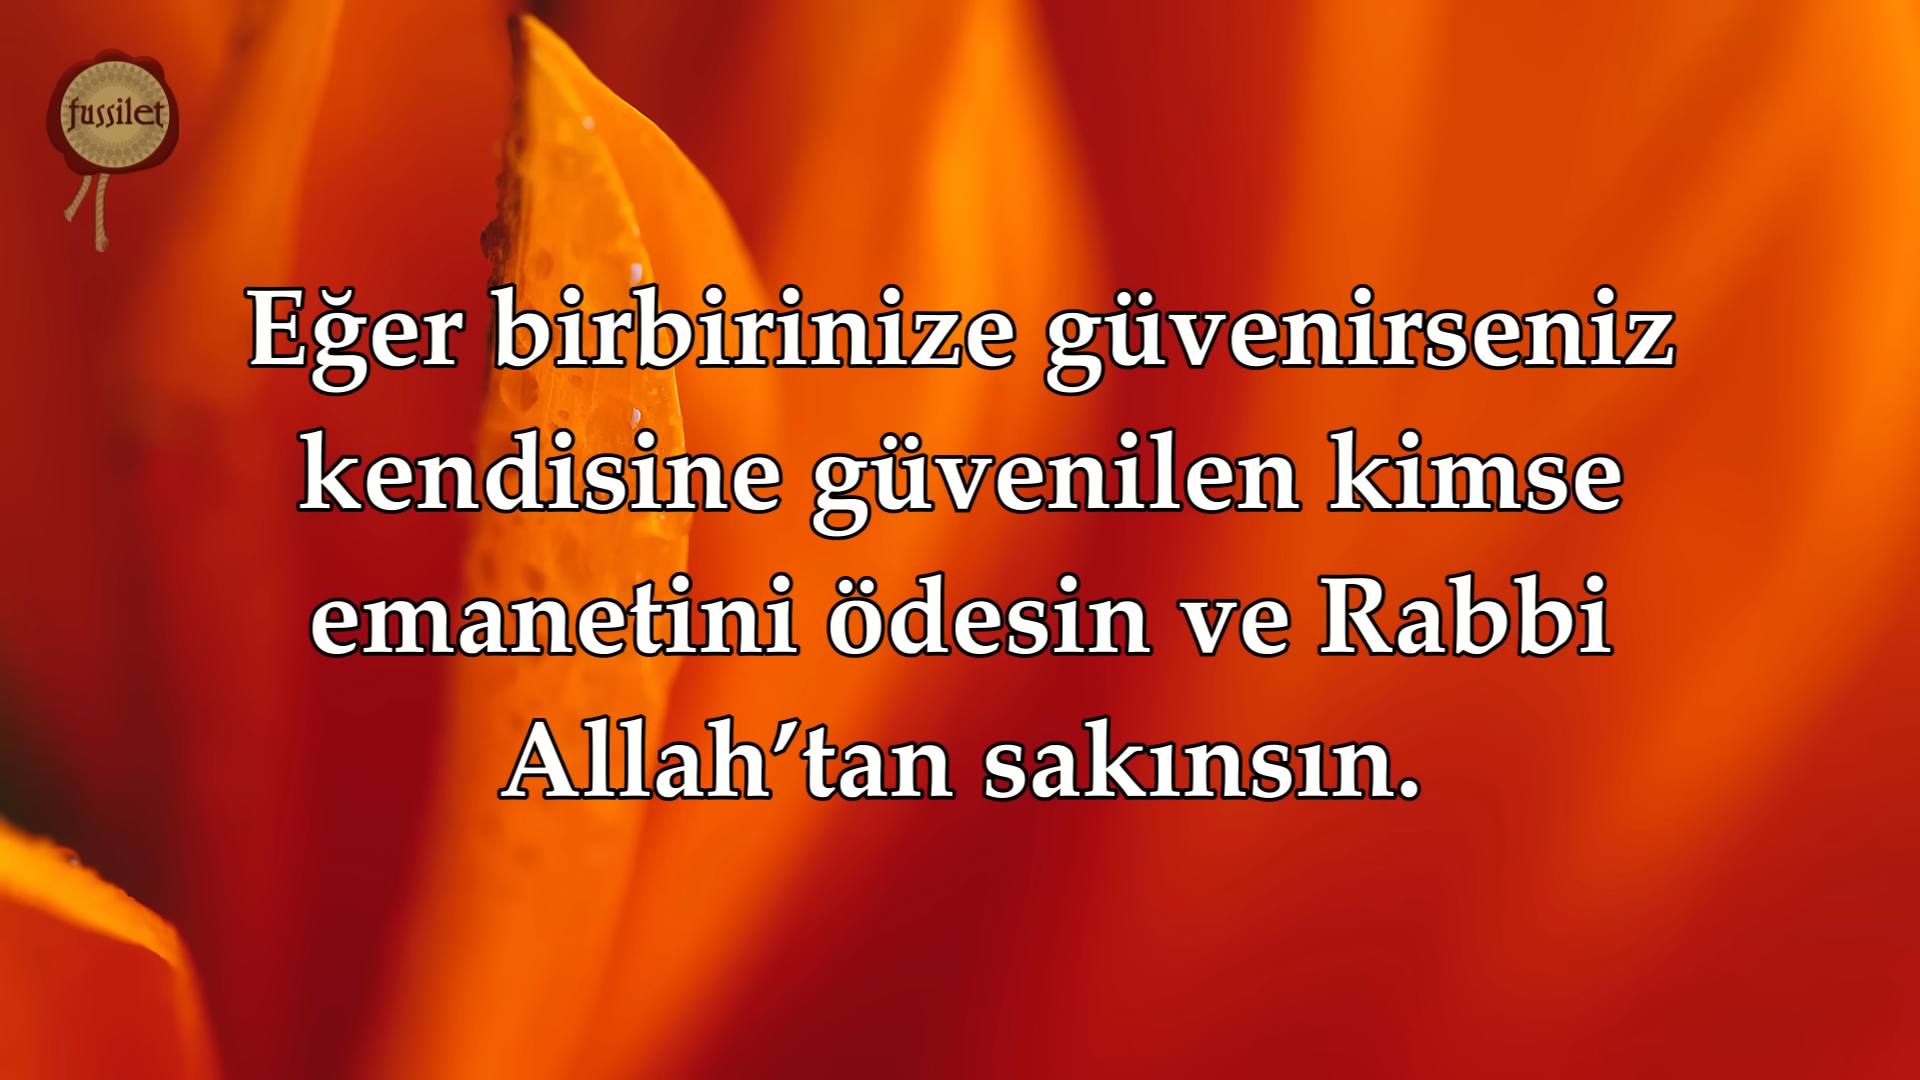 fussilet
Eğer birbirinize güvenirseniz
kendisine güvenilen kimse
emanetini ödesin ve Rabbi
Allah’tan sakınsın.